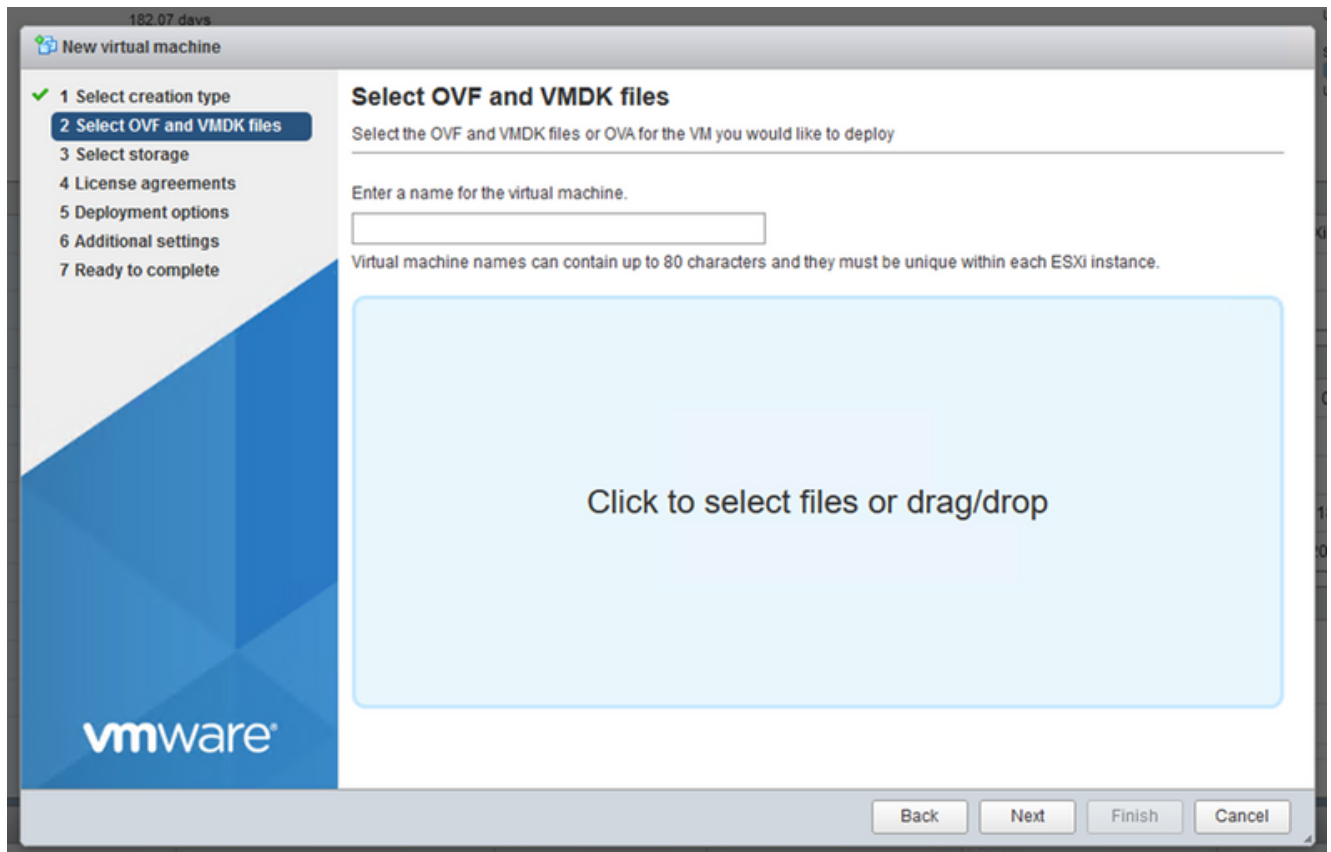 182.07 days
New virtual machine
1 Select creation type
2 Select OVF and VMDK files
3 Select storage
4 License agreements
5 Deployment options
6 Additional settings
7 Ready to complete
vmware®
Select OVF and VMDK files
Select the OVF and VMDK files or OVA for the VM you would like to deploy
Enter a name for the virtual machine.
Virtual machine names can contain up to 80 characters and they must be unique within each ESXi instance.
Click to select files or drag/drop
Back Next Finish Cancel